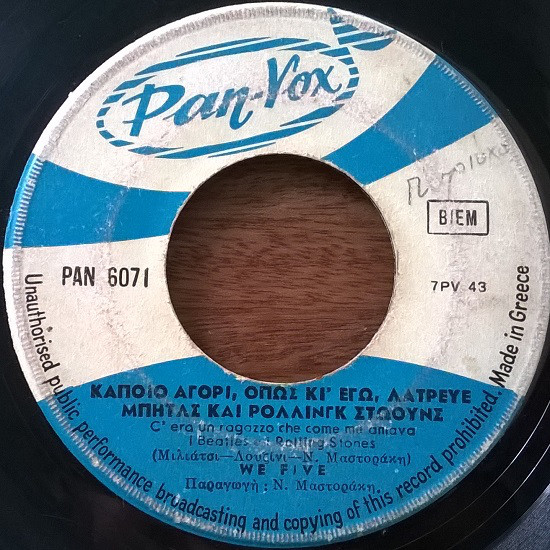 Pan-Vox
BIEM
PAN 6071
7PV 43
ΚΑΠΟΙΟ ΑΓΟΡΙ, ΟΠΩΣ ΚΙ' ΕΓΩ, ΛΑΤΡΕΥΕ
ΜΠΗΤΛΣ ΚΑΙ ΡΟΛΛΙΝΓΚ ΣΤΟΟΥΝΣ
C' era un ragazzo che come me amava
I Beatles e i Rolling Stones
(Μιλιάτσι—Λουζίνι—Ν. Μαστοράκη)
WE FIVE
Παραγωγή : Ν. Μαστοράκη,
Unauthorised public performance broadcasting and copying of this record prohibited. Made in Greece